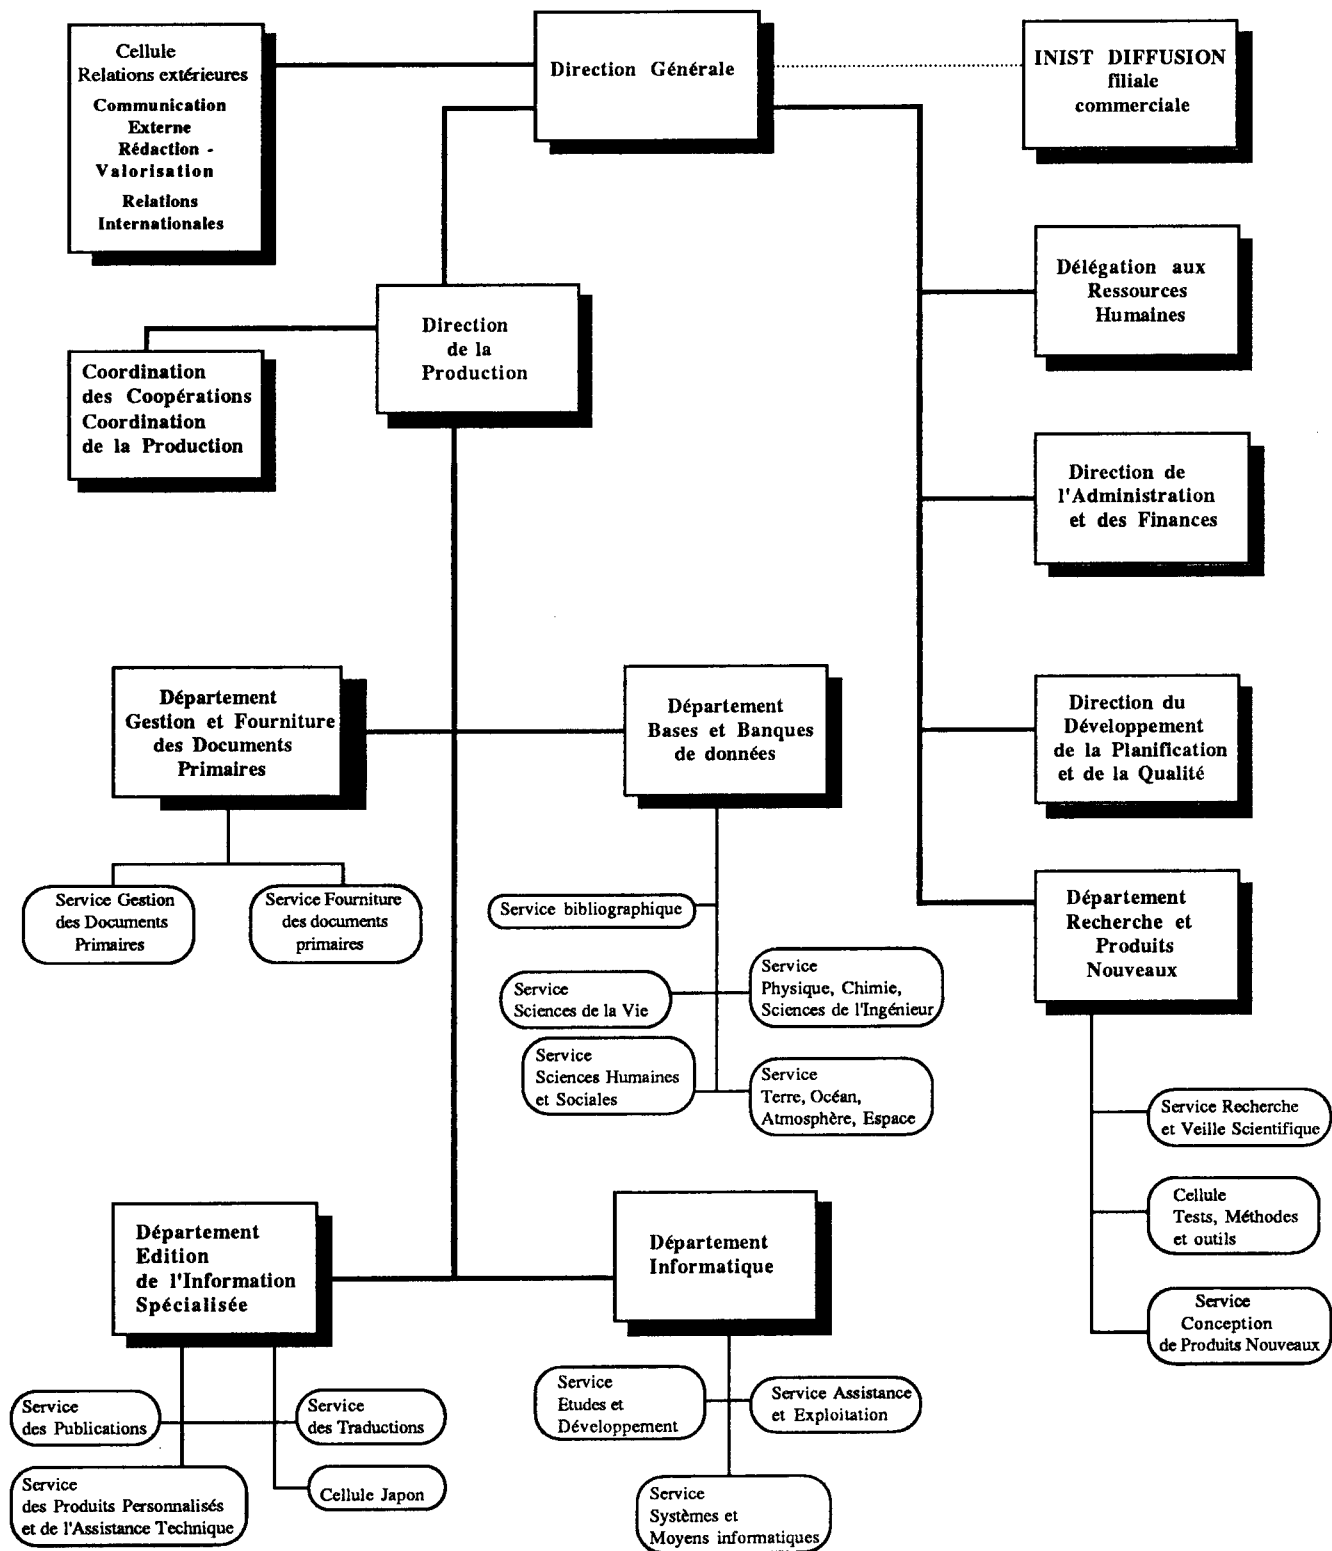 Cellule
Relations extérieures
Communication
Externe
Rédaction -
Valorisation
Relations
Internationales
Direction Générale
INIST DIFFUSION
filiale
commerciale
Délégation aux
Ressources
Humaines
Direction
de la
Production
Coordination
des Coopérations
Coordination
de la Production
Direction de
l'Administration
et des Finances
Département
Gestion et Fourniture
des Documents
Primaires
Département
Bases et Banques
de données
Direction du
Développement
de la Planification
et de la Qualité
Service Gestion
des Documents
Primaires
Service Fourniture
des documents
primaires
Service bibliographique
Service
Sciences de la Vie
Service
Physique, Chimie,
Sciences de l'Ingénieur
Service
Sciences Humaines
et Sociales
Service
Terre, Océan,
Atmosphère, Espace
Département
Recherche et
Produits
Nouveaux
Service Recherche
et Veille Scientifique
Cellule
Tests, Méthodes
et outils
Service
Conception
de Produits Nouveaux
Département
Edition
de l'Information
Spécialisée
Département
Informatique
Service
des Publications
Service
des Traductions
Service
des Produits Personnalisés
et de l'Assistance Technique
Cellule Japon
Service
Etudes et
Développement
Service Assistance
et Exploitation
Service
Systèmes et
Moyens informatiques